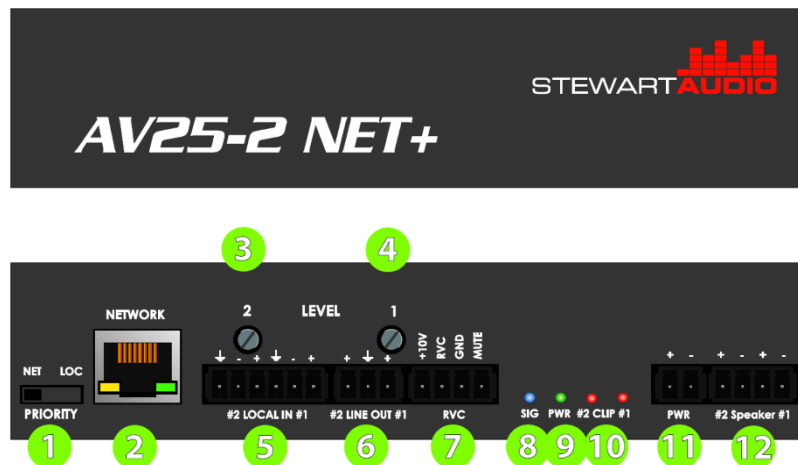 STEWART AUDIO
AV25-2 NET+
3 4
NETWORK
2 LEVEL 1
+10V RVC GND MUTE
NET LOC
- + - +
+ +
+ - + - + -
PRIORITY
#2 LOCAL IN #1
#2 LINE OUT #1
RVC
SIG PWR #2 CLIP #1
PWR
#2 Speaker #1
1 2 5 6 7 8 9 10 11 12